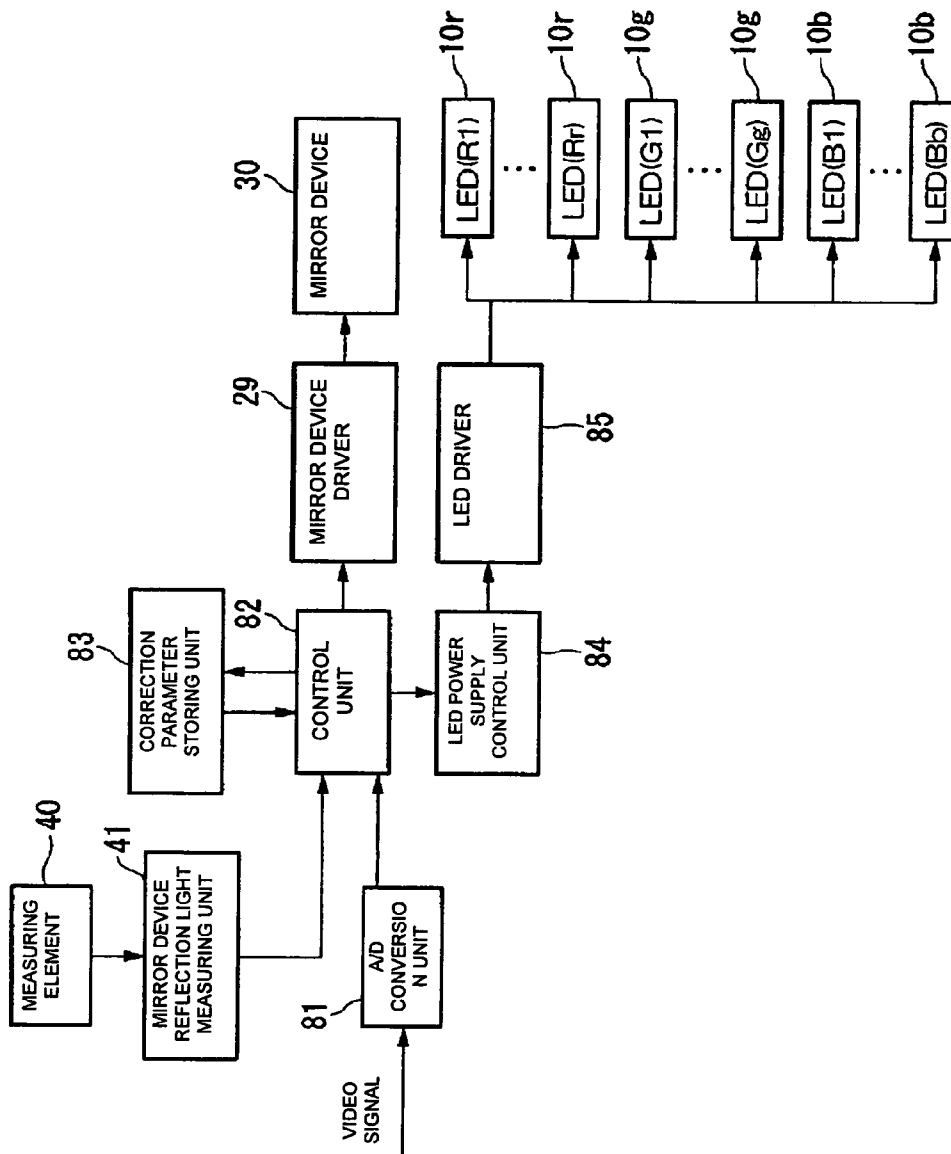 MEASURING
ELEMENT
40
MIRROR DEVICE
REFLECTION LIGHT
MEASURING UNIT
41
VIDEO
SIGNAL
A/D
CONVERSIO
N UNIT
81
CORRECTION
PARAMETER
STORING UNIT
83
CONTROL
UNIT
82
LED POWER
SUPPLY
CONTROL UNIT
84
MIRROR DEVICE
DRIVER
29
LED DRIVER
85
MIRROR DEVICE
30
LED(R1)
10r
...
LED(Rr)
10r
LED(G1)
10g
...
LED(Gg)
10g
LED(B1)
10b
...
LED(Bb)
10b